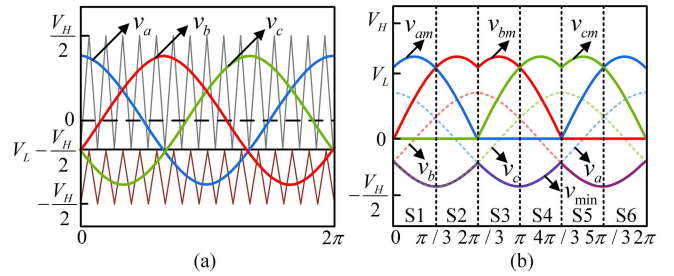 V_H/2
v_a
v_b
v_c
0
V_L − V_H/2
−V_H/2
0
2π
(a)
V_H
v_am
v_bm
v_cm
V_L
0
v_b
v_c
v_a
v_min
−V_H/2
S1 S2 S3 S4 S5 S6
0 π/3 2π/3 π 4π/3 5π/3 2π
(b)